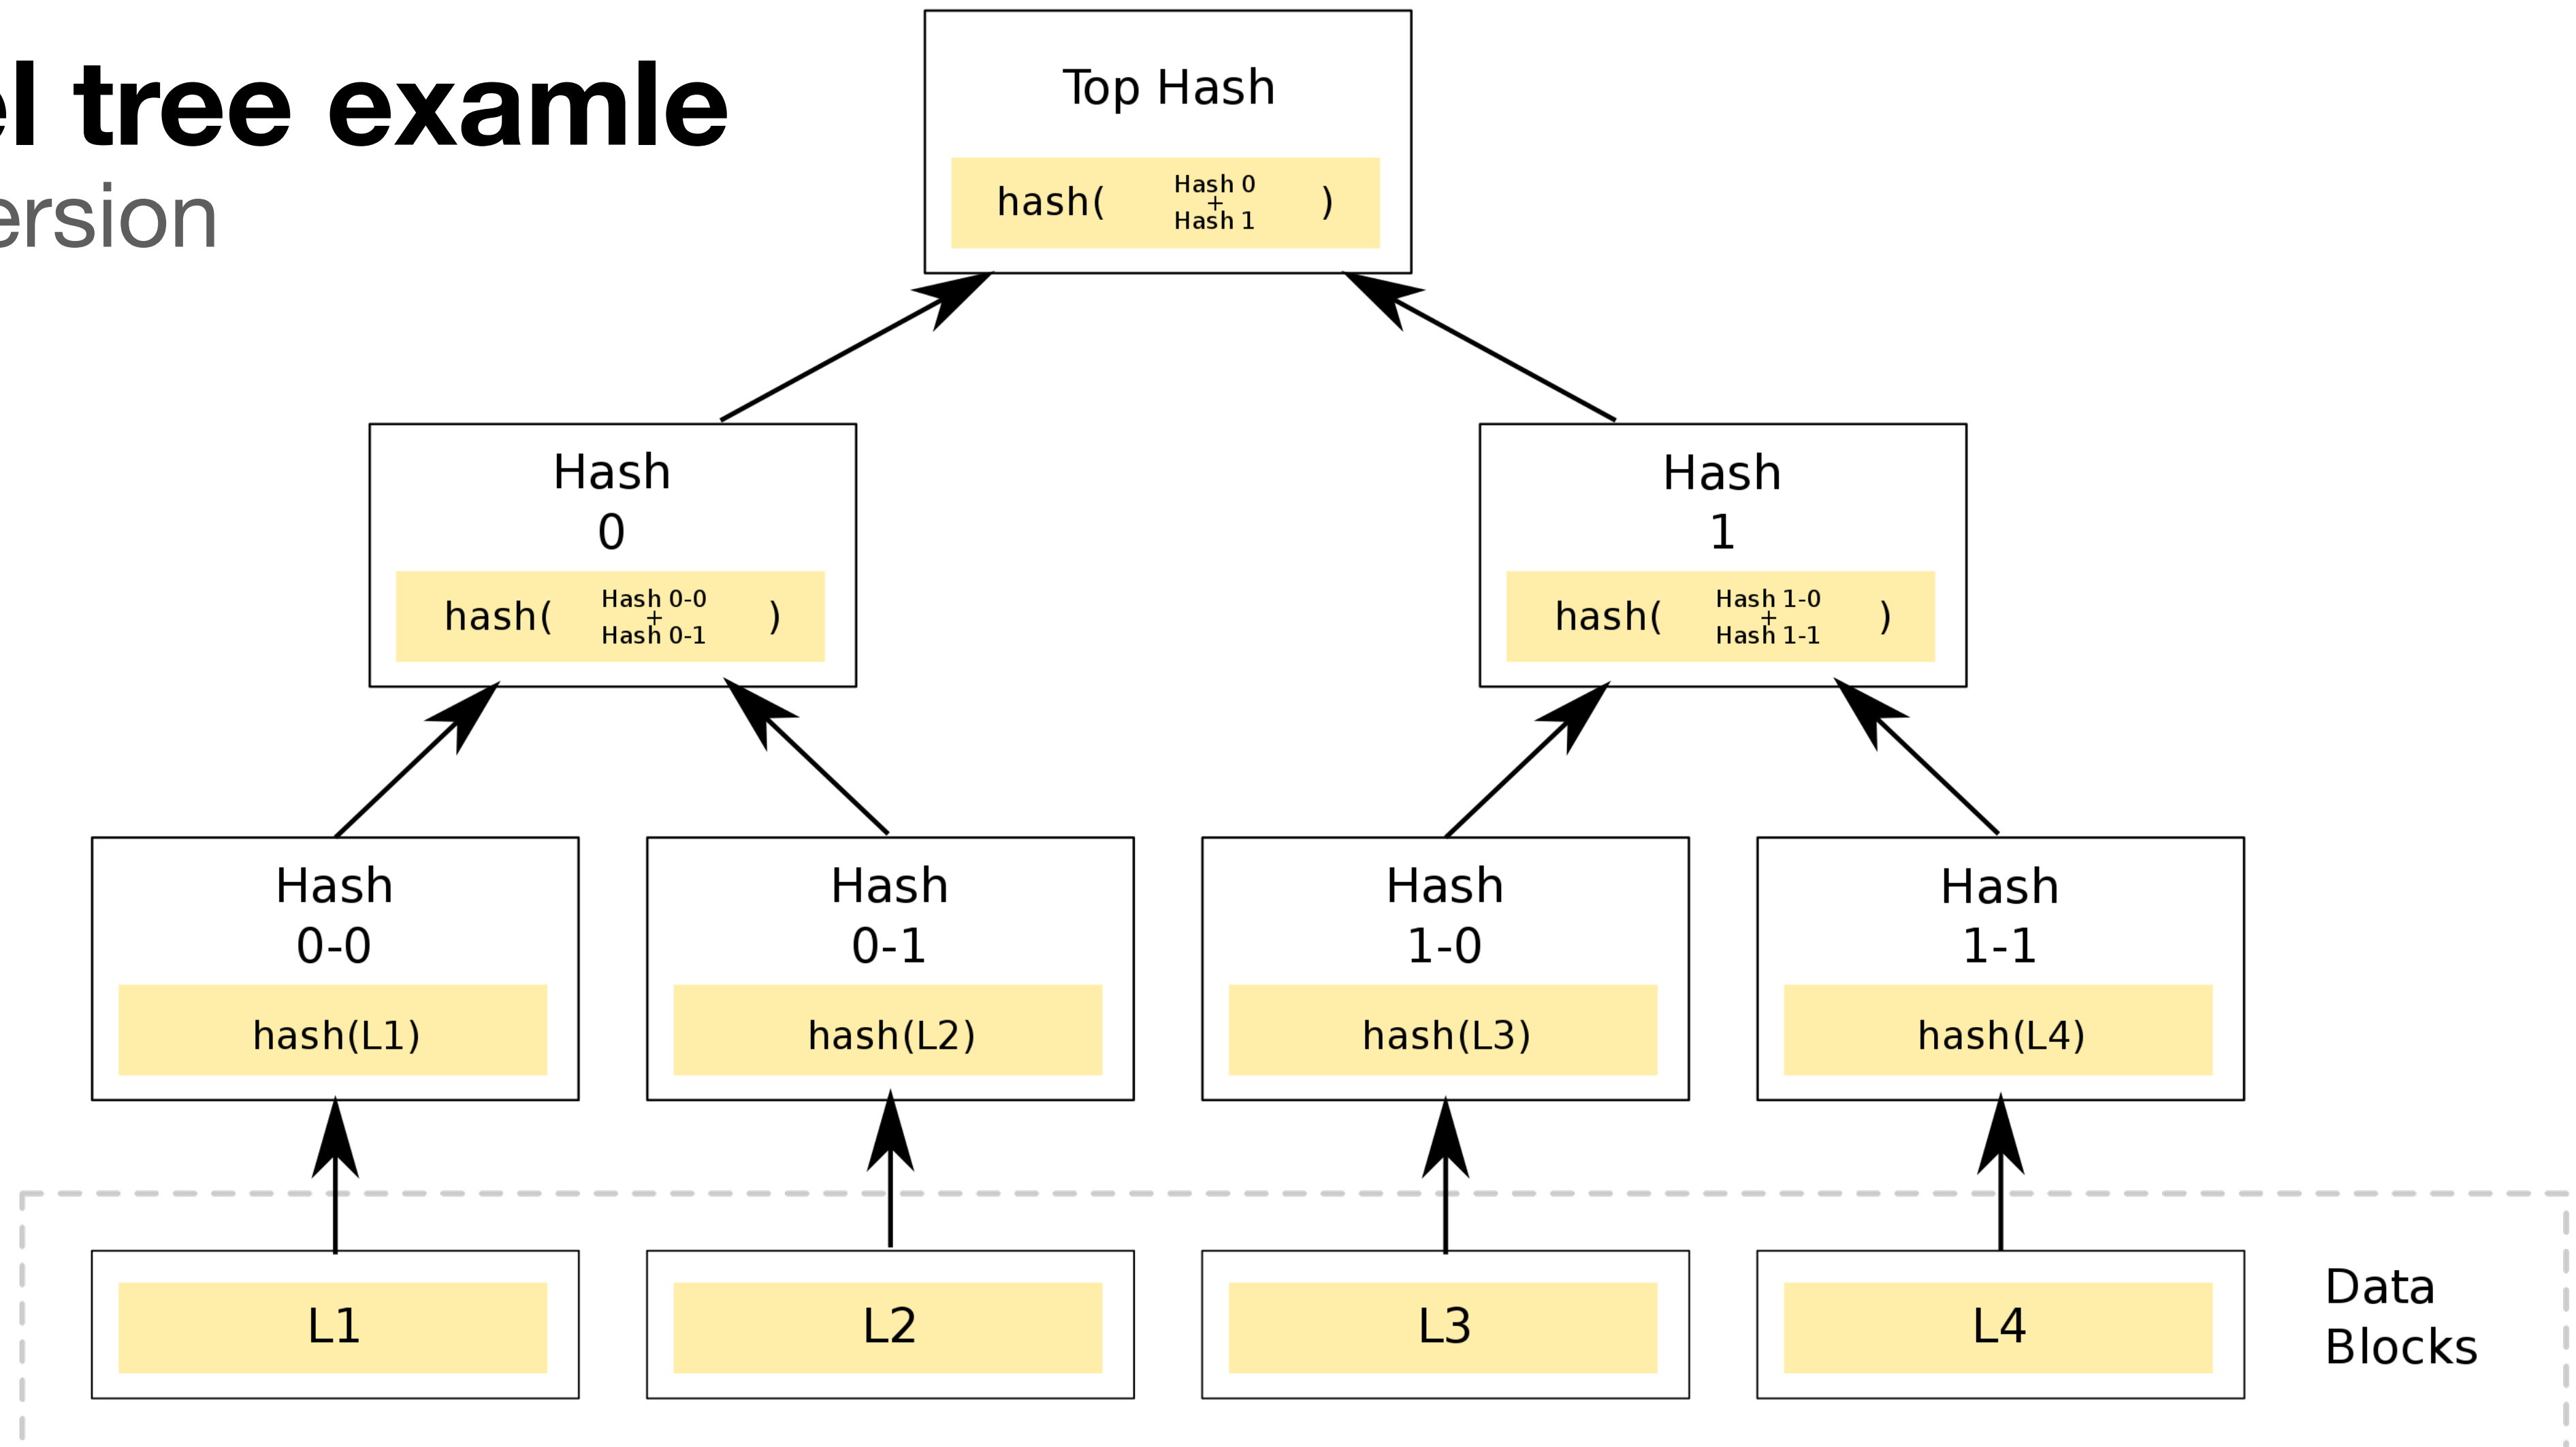 el tree examle
ersion
Top Hash
hash( Hash 0 + Hash 1 )
Hash
0
hash( Hash 0-0 + Hash 0-1 )
Hash
1
hash( Hash 1-0 + Hash 1-1 )
Hash
0-0
hash(L1)
Hash
0-1
hash(L2)
Hash
1-0
hash(L3)
Hash
1-1
hash(L4)
L1
L2
L3
L4
Data
Blocks